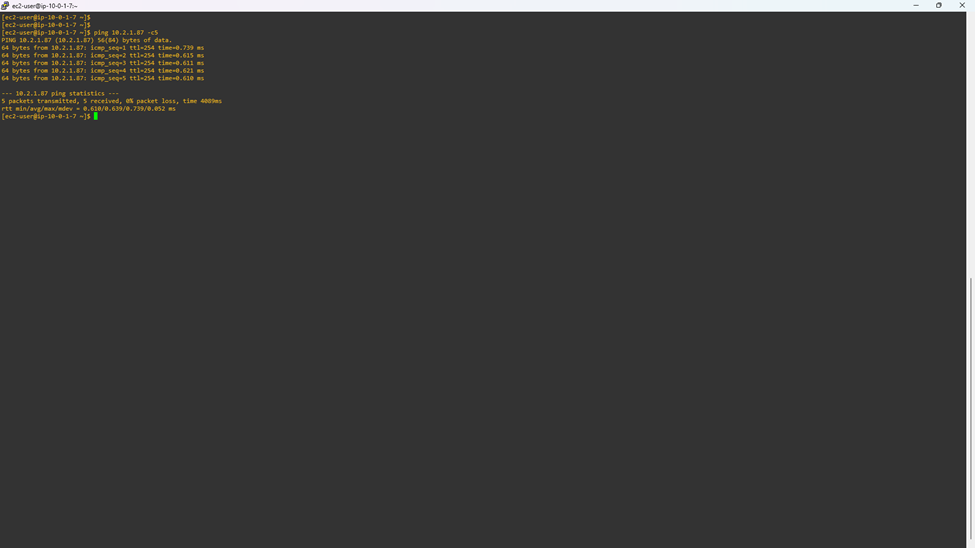 ec2-user@ip-10-0-1-7:~
[ec2-user@ip-10-0-1-7 ~]$
[ec2-user@ip-10-0-1-7 ~]$
[ec2-user@ip-10-0-1-7 ~]$ ping 10.2.1.87 -c5
PING 10.2.1.87 (10.2.1.87) 56(84) bytes of data.
64 bytes from 10.2.1.87: icmp_seq=1 ttl=254 time=0.739 ms
64 bytes from 10.2.1.87: icmp_seq=2 ttl=254 time=0.615 ms
64 bytes from 10.2.1.87: icmp_seq=3 ttl=254 time=0.611 ms
64 bytes from 10.2.1.87: icmp_seq=4 ttl=254 time=0.621 ms
64 bytes from 10.2.1.87: icmp_seq=5 ttl=254 time=0.610 ms
--- 10.2.1.87 ping statistics ---
5 packets transmitted, 5 received, 0% packet loss, time 4089ms
rtt min/avg/max/mdev = 0.610/0.639/0.739/0.052 ms
[ec2-user@ip-10-0-1-7 ~]$